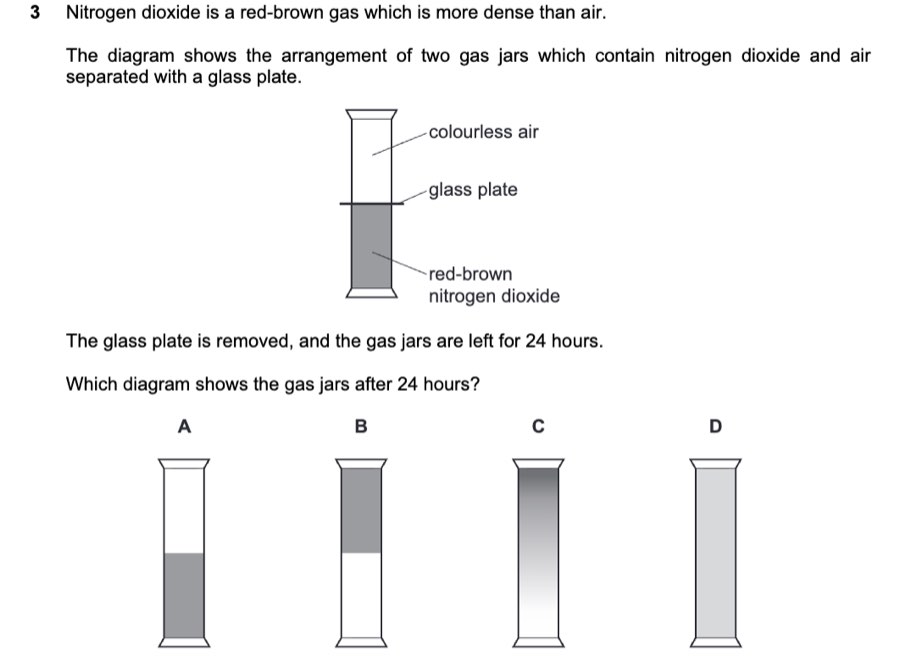 3 Nitrogen dioxide is a red-brown gas which is more dense than air.
The diagram shows the arrangement of two gas jars which contain nitrogen dioxide and air
separated with a glass plate.
colourless air
glass plate
red-brown
nitrogen dioxide
The glass plate is removed, and the gas jars are left for 24 hours.
Which diagram shows the gas jars after 24 hours?
A B C D